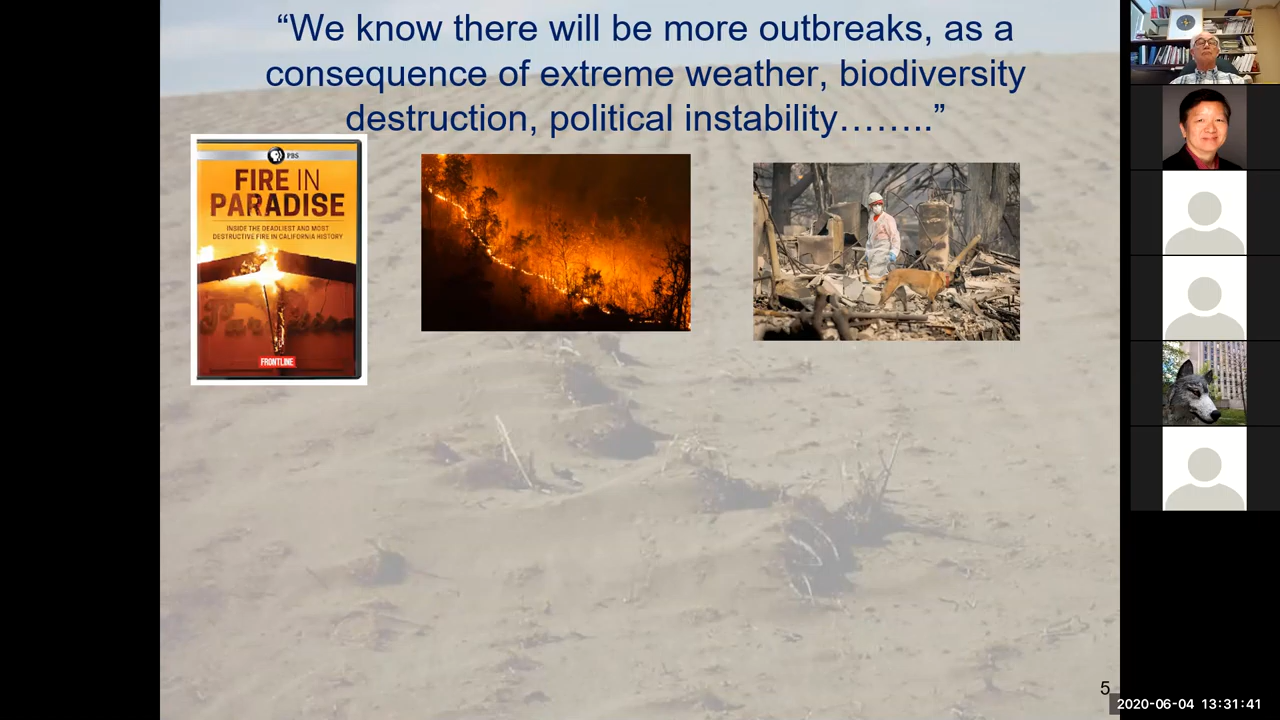 “We know there will be more outbreaks, as a
consequence of extreme weather, biodiversity
destruction, political instability……..”
PBS
FIRE IN
PARADISE
INSIDE THE DEADLIEST AND MOST
DESTRUCTIVE FIRE IN CALIFORNIA HISTORY
FRONTLINE
5
2020-06-04 13:31:41